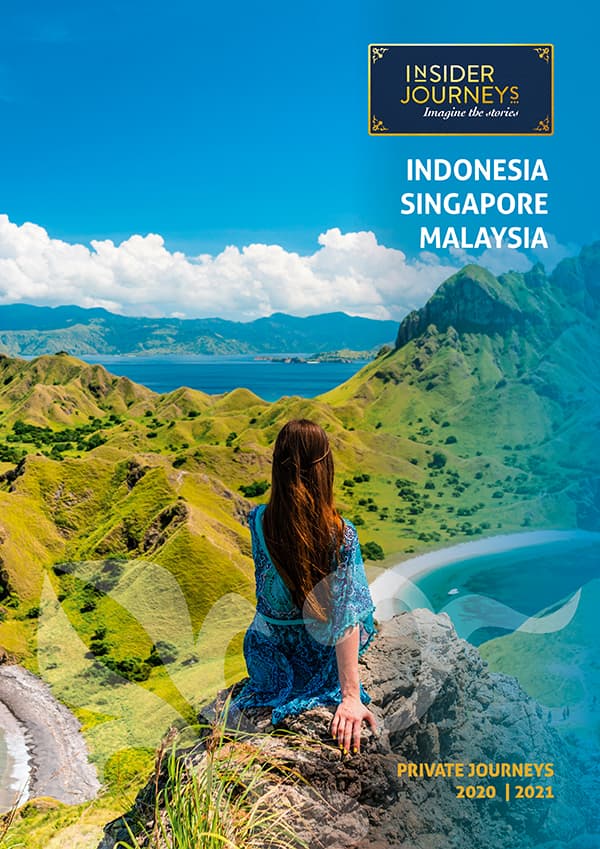 INSIDER
JOURNEYS...
Imagine the stories
INDONESIA
SINGAPORE
MALAYSIA
PRIVATE JOURNEYS
2020 | 2021